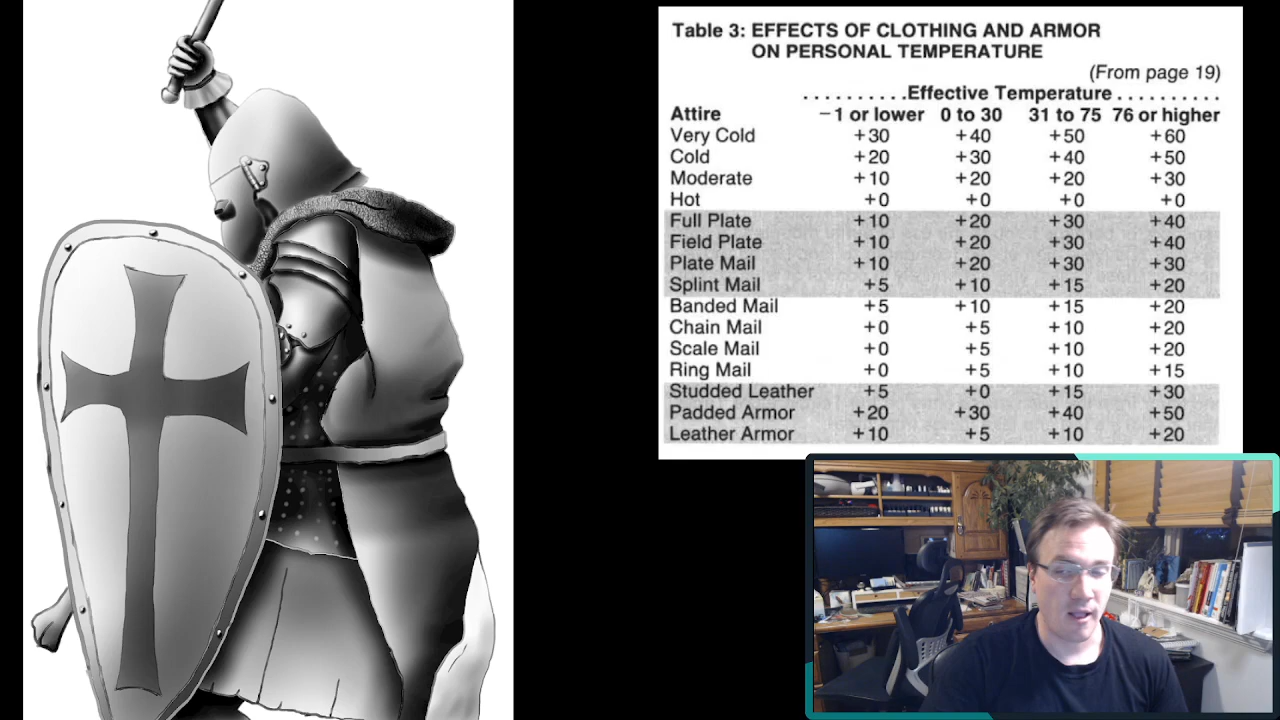 Table 3: EFFECTS OF CLOTHING AND ARMOR
ON PERSONAL TEMPERATURE
(From page 19)
. . . . . . . . . .Effective Temperature . . . . . . . . . .
Attire −1 or lower 0 to 30 31 to 75 76 or higher
Very Cold +30 +40 +50 +60
Cold +20 +30 +40 +50
Moderate +10 +20 +20 +30
Hot +0 +0 +0 +0
Full Plate +10 +20 +30 +40
Field Plate +10 +20 +30 +40
Plate Mail +10 +20 +30 +30
Splint Mail +5 +10 +15 +20
Banded Mail +5 +10 +15 +20
Chain Mail +0 +5 +10 +20
Scale Mail +0 +5 +10 +20
Ring Mail +0 +5 +10 +15
Studded Leather +5 +0 +15 +30
Padded Armor +20 +30 +40 +50
Leather Armor +10 +5 +10 +20